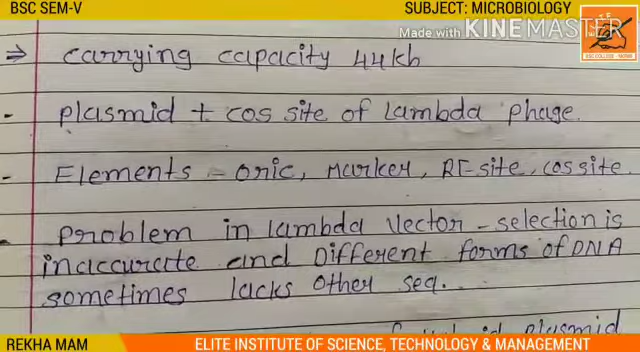 BSC SEM-V
SUBJECT: MICROBIOLOGY
Made with KINEMASTER
⇒ carrying capacity 44kb
- plasmid + cos site of Lambda phage.
- Elements - oric, Marker, RE-site, cos site.
- problem in lambda vector - selection is
inaccurate and Different forms of DNA
sometimes lacks other seq...
plasmid
REKHA MAM
ELITE INSTITUTE OF SCIENCE, TECHNOLOGY & MANAGEMENT